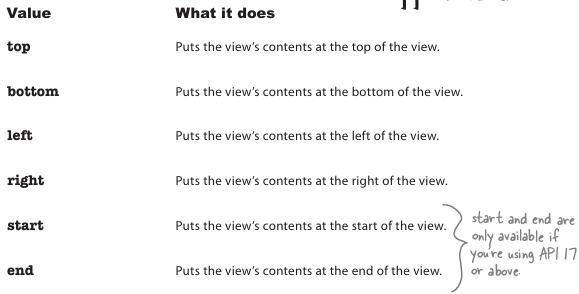 Value What it does
top Puts the view's contents at the top of the view.
bottom Puts the view's contents at the bottom of the view.
left Puts the view's contents at the left of the view.
right Puts the view's contents at the right of the view.
start Puts the view's contents at the start of the view.
end Puts the view's contents at the end of the view.
start and end are
only available if
you're using API 17
or above.